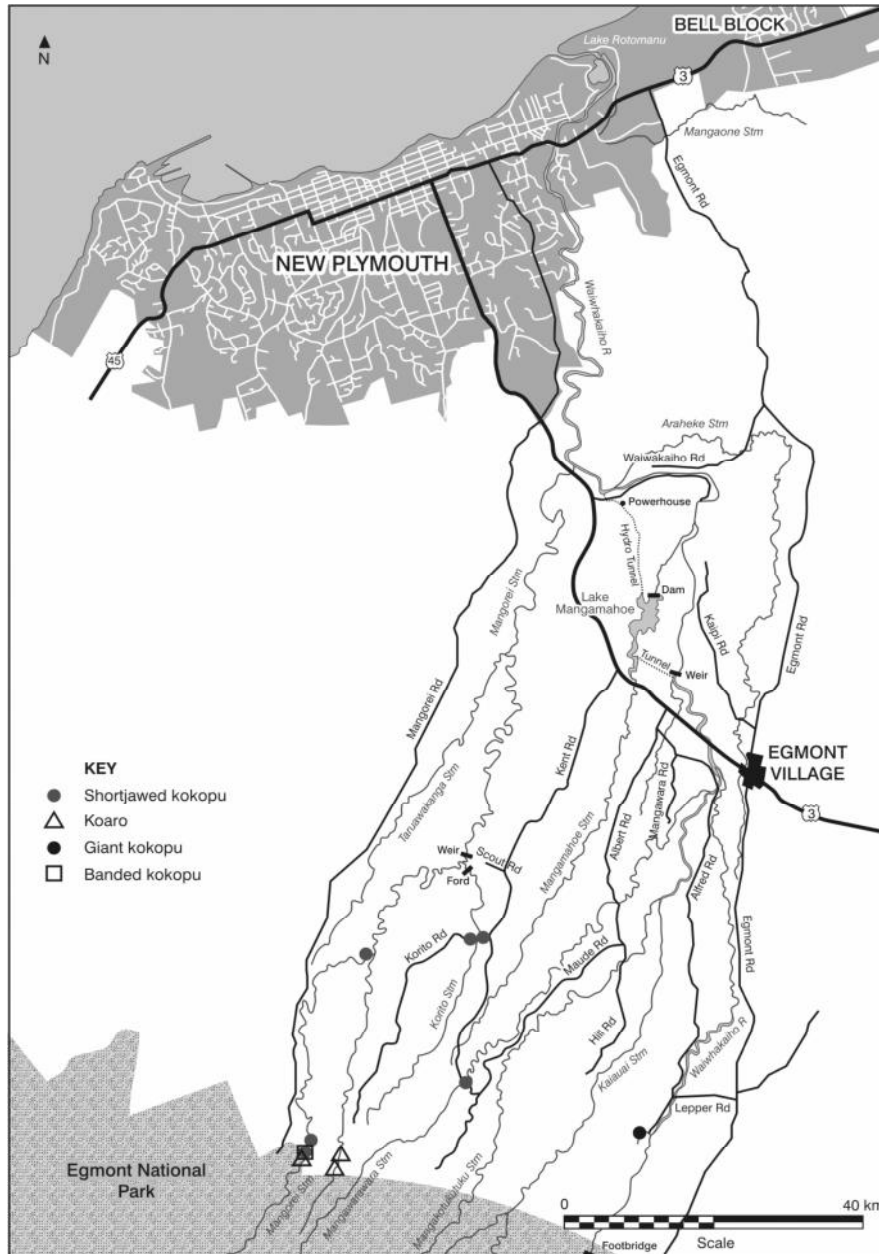 BELL BLOCK
Lake Rotomanu
N
3
Mangaone Stm
Egmont Rd
NEW PLYMOUTH
Waiwhakaiho R
45
Araheke Stm
Waiwakaiho Rd
Powerhouse
Hydro Tunnel
Mangorei Stm
Dam
Lake
Mangamahoe
Kaipi Rd
Egmont Rd
Tunnel
Weir
Mangorei Rd
Kent Rd
EGMONT
VILLAGE
KEY
Shortjawed kokopu
Koaro
Giant kokopu
Banded kokopu
Taruawakanga Stm
Mangamahoe Stm
Albert Rd
Mangawara Rd
3
Weir
Scout Rd
Ford
Alfred Rd
Korito Rd
Maude Rd
Egmont Rd
Korito Stm
Hill Rd
Kaiauai Stm
Waiwhakaiho R
Lepper Rd
Egmont National
Park
Mangorei Stm
Mangawarawara Stm
Manganotukutuku Stm
0
40 km
Scale
Footbridge